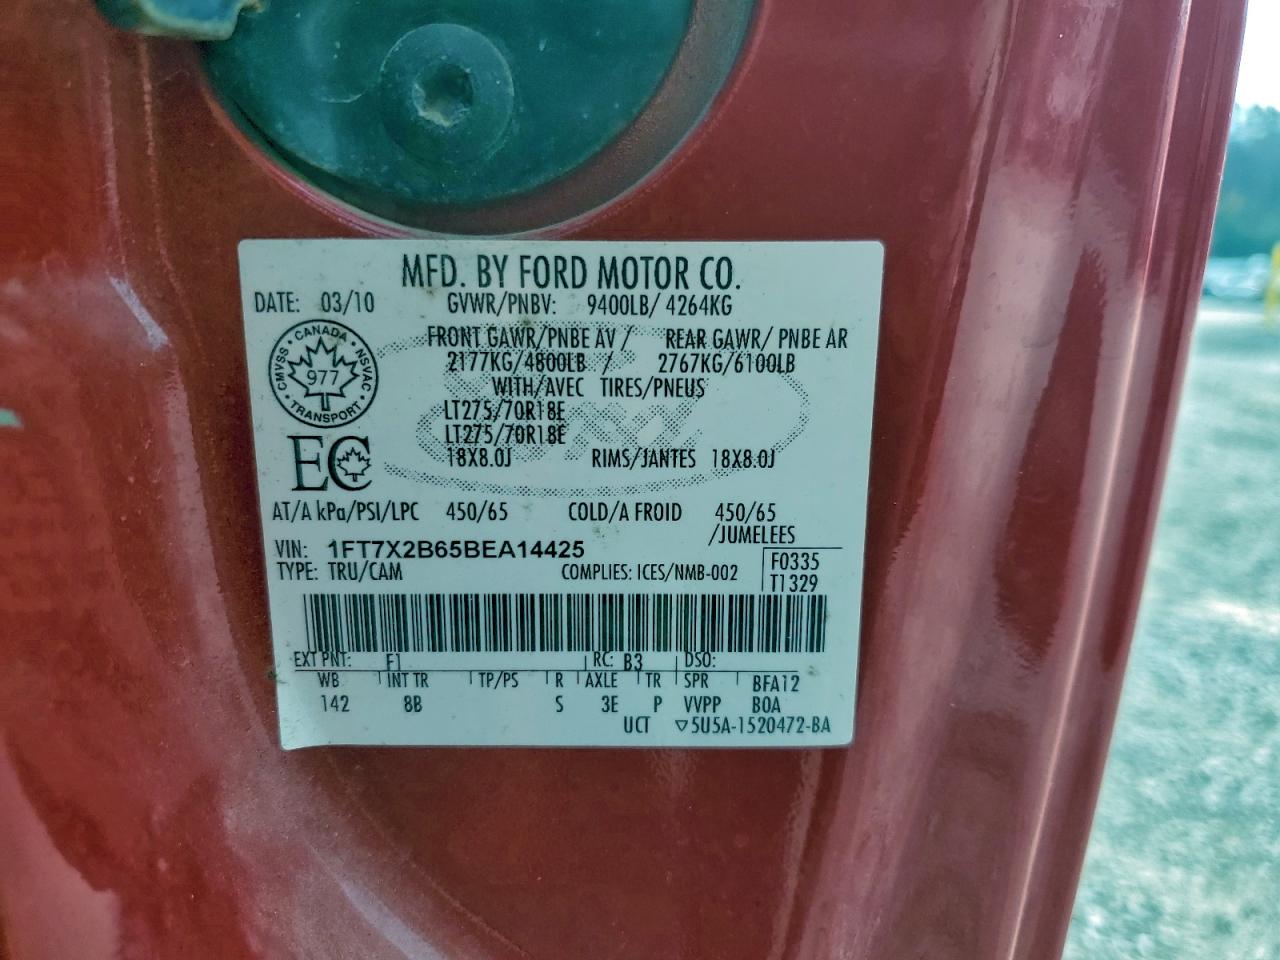 MFD. BY FORD MOTOR CO.
DATE: 03/10 GVWR/PNBV: 9400LB/ 4264KG
FRONT GAWR/PNBE AV / REAR GAWR/ PNBE AR
2177KG/4800LB / 2767KG/6100LB
WITH/AVEC TIRES/PNEUS
LT275/70R18E
LT275/70R18E
18X8.0J RIMS/JANTES 18X8.0J
CANADA
CMVSS 977 NSVAC
TRANSPORT
EC
AT/A kPa/PSI/LPC 450/65 COLD/A FROID 450/65
/JUMELEES
VIN: 1FT7X2B65BEA14425
TYPE: TRU/CAM COMPLIES: ICES/NMB-002
F0335
T1329
EXT PNT: F1 RC: B3 DSO:
WB INT TR TP/PS R AXLE TR SPR BFA12
142 8B S 3E P VVPP BOA
UCT ▽5U5A-1520472-BA